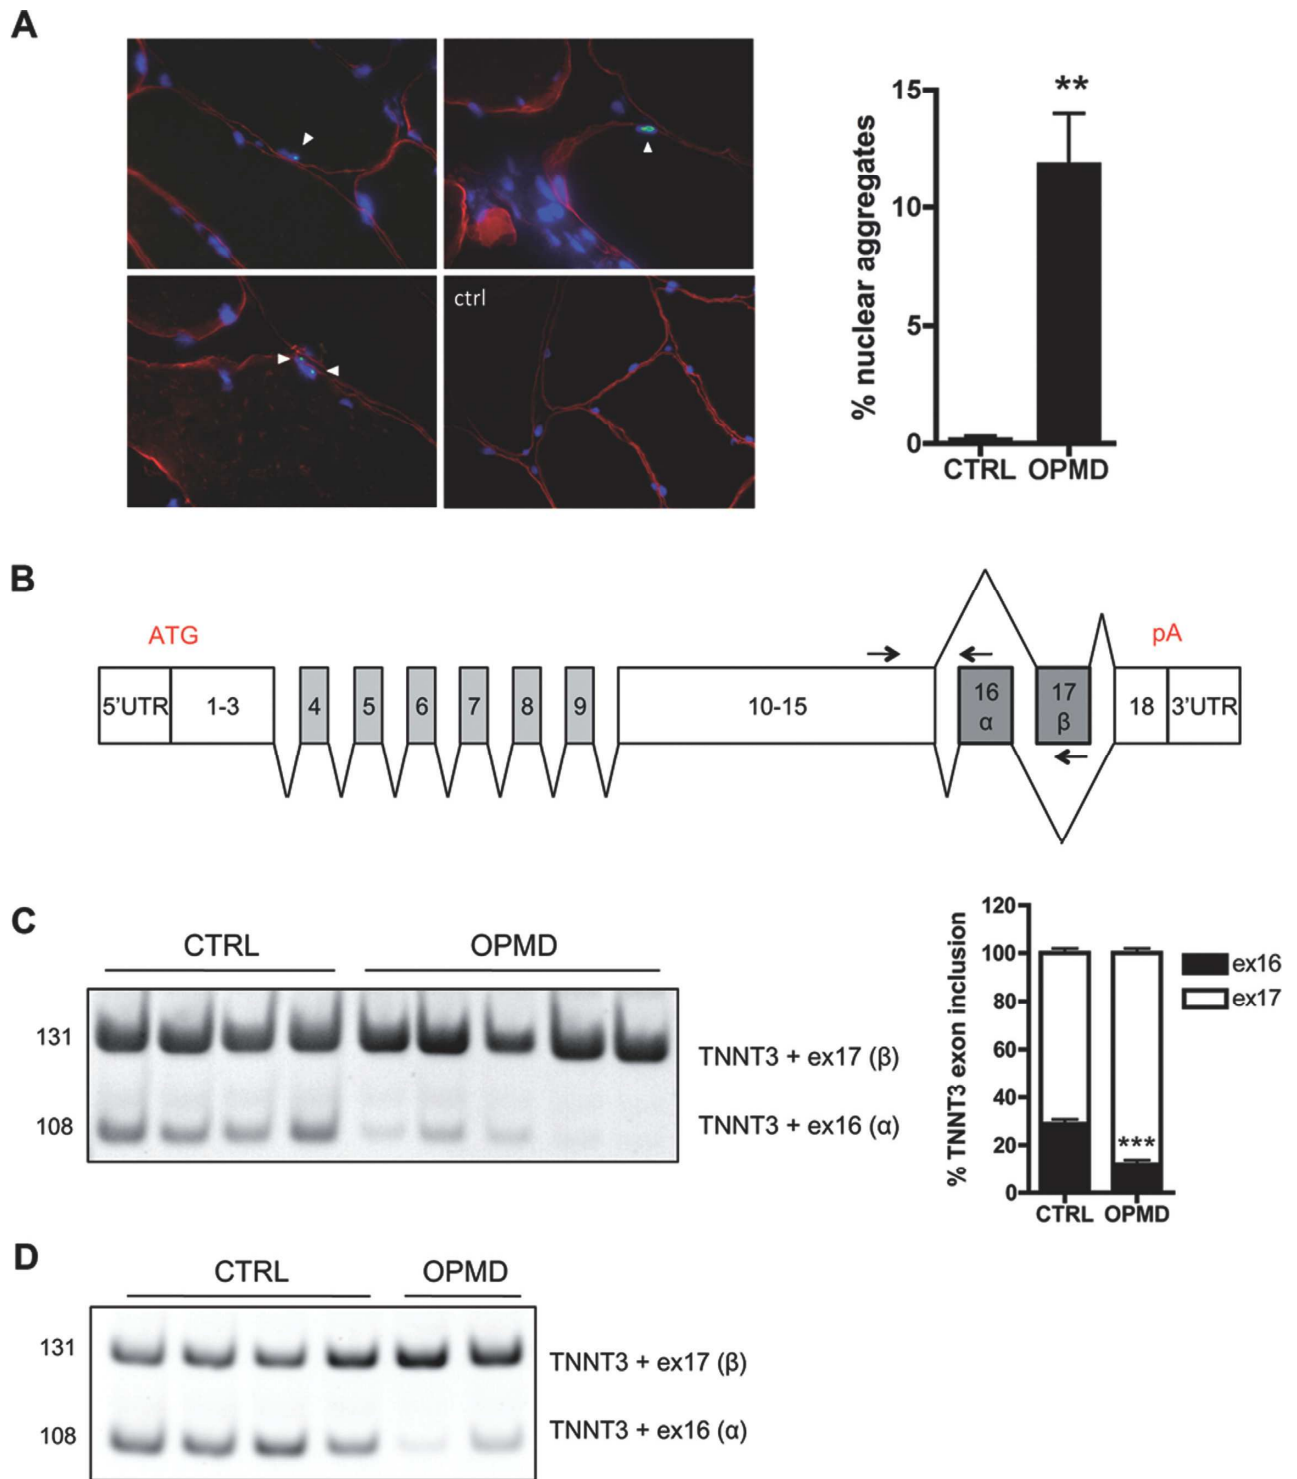 A
ctrl
% nuclear aggregates
15
10
5
0
**
CTRL OPMD
B
ATG
pA
5'UTR 1-3 4 5 6 7 8 9 10-15 16 α 17 β 18 3'UTR
C
CTRL OPMD
131
108
TNNT3 + ex17 (β)
TNNT3 + ex16 (α)
% TNNT3 exon inclusion
120
100
80
60
40
20
0
***
CTRL OPMD
ex16
ex17
D
CTRL OPMD
131
108
TNNT3 + ex17 (β)
TNNT3 + ex16 (α)